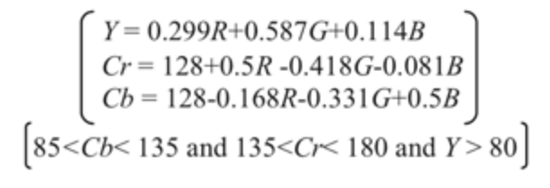 Y = 0.299R+0.587G+0.114B
Cr = 128+0.5R -0.418G-0.081B
Cb = 128-0.168R-0.331G+0.5B
[85<Cb< 135 and 135<Cr< 180 and Y > 80]